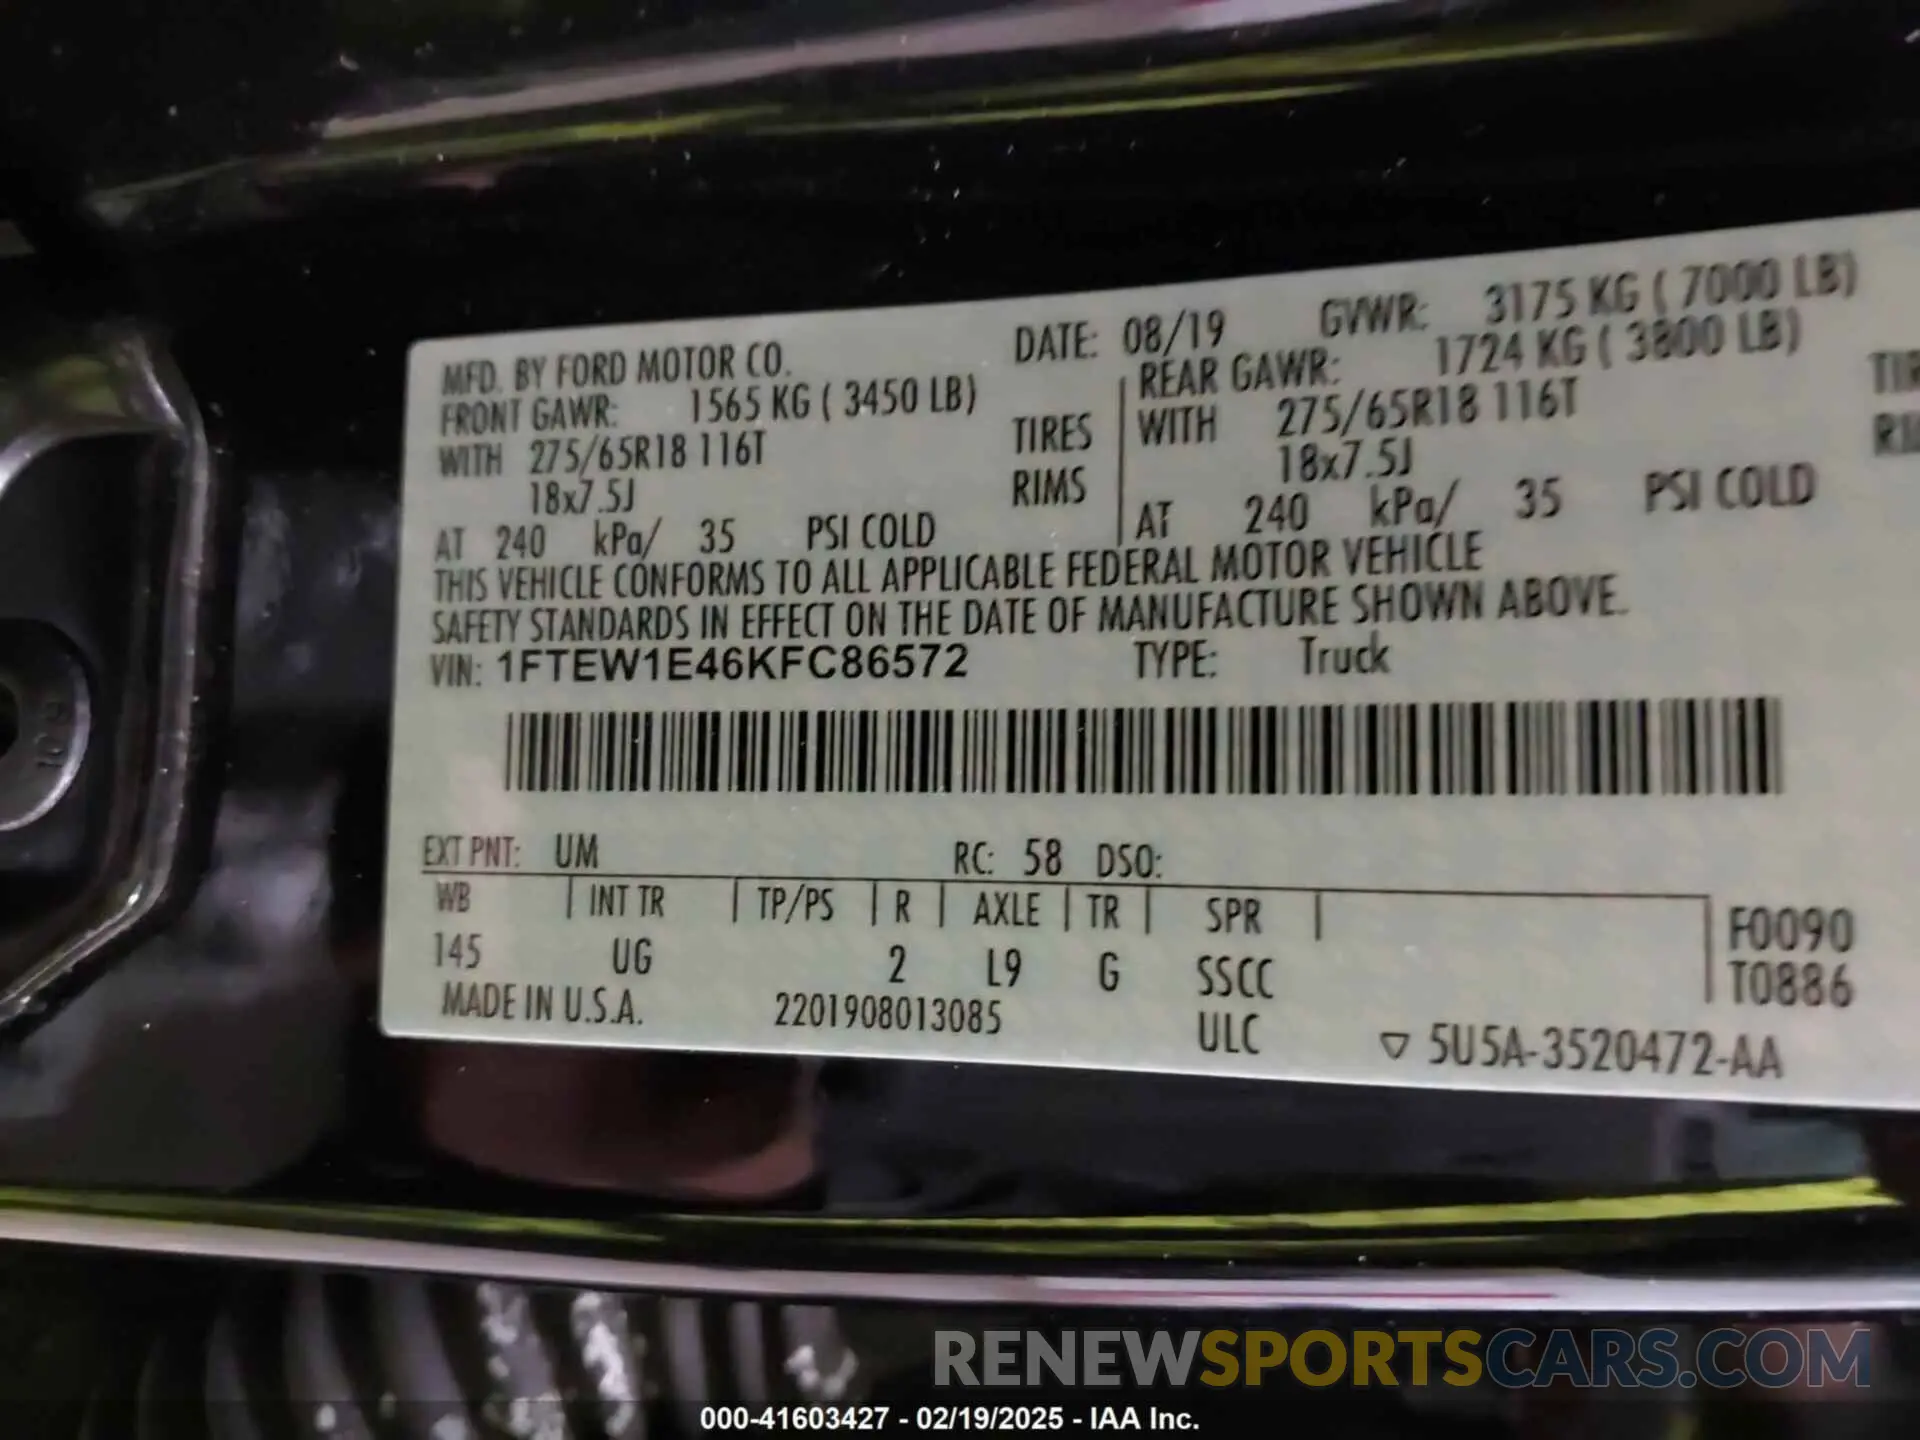 MFD. BY FORD MOTOR CO. DATE: 08/19 GVWR: 3175 KG ( 7000 LB)
FRONT GAWR: 1565 KG ( 3450 LB) REAR GAWR: 1724 KG ( 3800 LB)
WITH 275/65R18 116T TIRES WITH 275/65R18 116T
18x7.5J RIMS 18x7.5J
AT 240 kPa/ 35 PSI COLD AT 240 kPa/ 35 PSI COLD
THIS VEHICLE CONFORMS TO ALL APPLICABLE FEDERAL MOTOR VEHICLE
SAFETY STANDARDS IN EFFECT ON THE DATE OF MANUFACTURE SHOWN ABOVE.
VIN: 1FTEW1E46KFC86572 TYPE: Truck
EXT PNT: UM RC: 58 DSO:
WB INT TR TP/PS R AXLE TR SPR F0090
145 UG 2 L9 G SSCC T0886
MADE IN U.S.A. 2201908013085 ULC ▽ 5U5A-3520472-AA
10.9
RENEWSPORTSCARS.COM
000-41603427 - 02/19/2025 - IAA Inc.